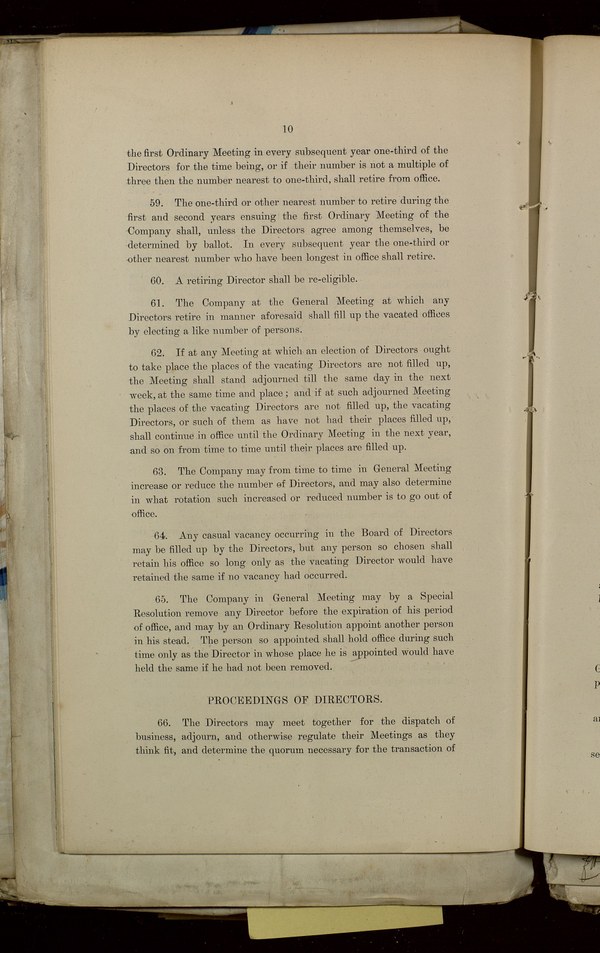 10
the first Ordinary Meeting in every subsequent year one-third of the
Directors for the time being, or if their number is not a multiple of
three then the number nearest to one-third, shall retire from office.
59. The one-third or other nearest number to retire during the
first and second years ensuing the first Ordinary Meeting of the
Company shall, unless the Directors agree among themselves, be
determined by ballot. In every subsequent year the one-third or
other nearest number who have been longest in office shall retire.
60. A retiring Director shall be re-eligible.
61. The Company at the General Meeting at which any
Directors retire in manner aforesaid shall fill up the vacated offices
by electing a like number of persons.
62. If at any Meeting at which an election of Directors ought
to take place the places of the vacating Directors are not filled up,
the Meeting shall stand adjourned till the same day in the next
week, at the same time and place; and if at such adjourned Meeting
the places of the vacating Directors are not filled up, the vacating
Directors, or such of them as have not had their places filled up,
shall continue in office until the Ordinary Meeting in the next year,
and so on from time to time until their places are filled up.
63. The Company may from time to time in General Meeting
increase or reduce the number of Directors, and may also determine
in what rotation such increased or reduced number is to go out of
office.
64. Any casual vacancy occurring in the Board of Directors
may be filled up by the Directors, but any person so chosen shall
retain his office so long only as the vacating Director would have
retained the same if no vacancy had occurred.
65. The Company in General Meeting may by a Special
Resolution remove any Director before the expiration of his period
of office, and may by an Ordinary Resolution appoint another person
in his stead. The person so appointed shall hold office during such
time only as the Director in whose place he is appointed would have
held the same if he had not been removed.
PROCEEDINGS OF DIRECTORS.
66. The Directors may meet together for the dispatch of
business, adjourn, and otherwise regulate their Meetings as they
think fit, and determine the quorum necessary for the transaction of